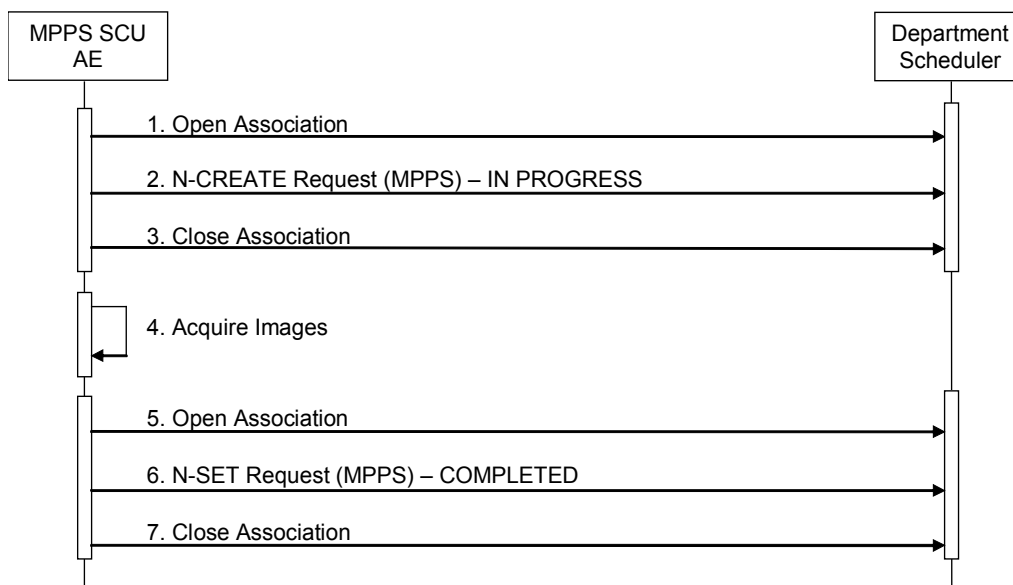 MPPS SCU
AE
Department
Scheduler
1. Open Association
2. N-CREATE Request (MPPS) – IN PROGRESS
3. Close Association
4. Acquire Images
5. Open Association
6. N-SET Request (MPPS) – COMPLETED
7. Close Association